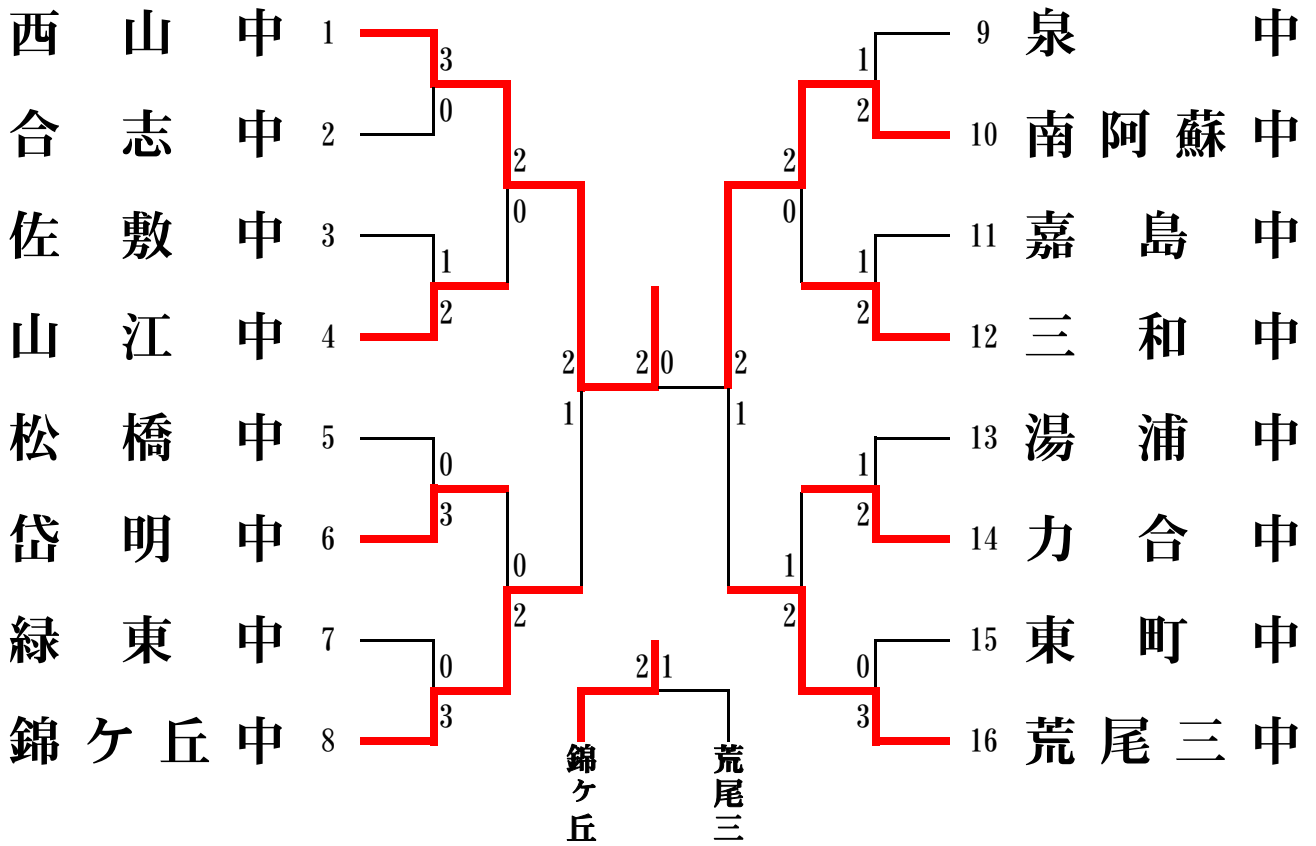 西山中 1
3
0
合志中 2
2
0
佐敷中 3
1
2
山江中 4
2
1
松橋中 5
0
3
岱明中 6
0
2
緑東中 7
0
3
錦ケ丘中 8
2 0
9 泉中
1
2
10 南阿蘇中
2
0
11 嘉島中
1
2
12 三和中
2
1
13 湯浦中
1
2
14 力合中
1
2
15 東町中
0
3
16 荒尾三中
2 1
錦ケ丘
荒尾三